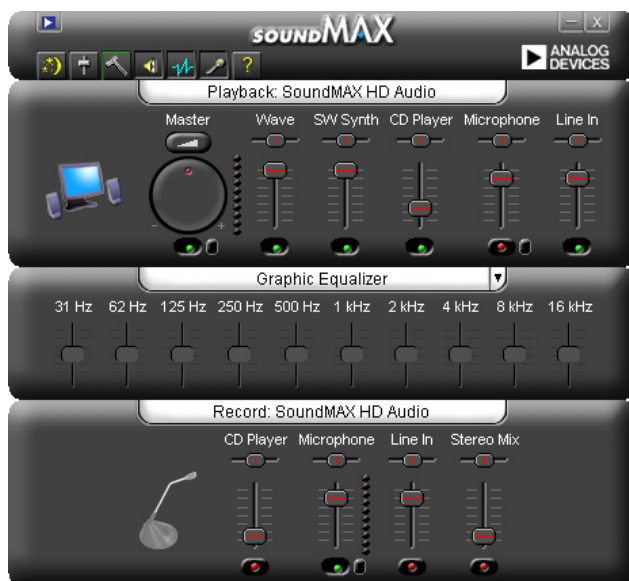 SOUNDMAX
— X
?
ANALOG
DEVICES
Playback: SoundMAX HD Audio
Master Wave SW Synth CD Player Microphone Line In
- +
Graphic Equalizer
31 Hz 62 Hz 125 Hz 250 Hz 500 Hz 1 kHz 2 kHz 4 kHz 8 kHz 16 kHz
Record: SoundMAX HD Audio
CD Player Microphone Line In Stereo Mix